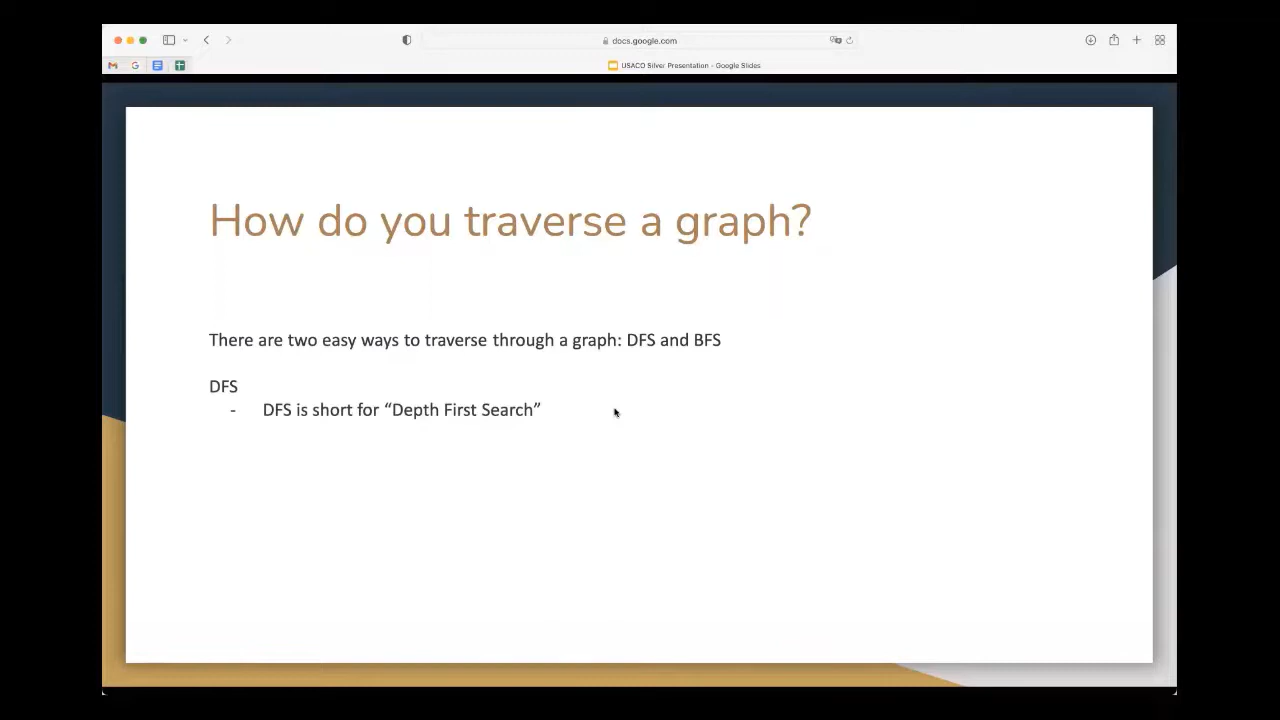 docs.google.com
USACO Silver Presentation - Google Slides
How do you traverse a graph?
There are two easy ways to traverse through a graph: DFS and BFS
DFS
- DFS is short for “Depth First Search”